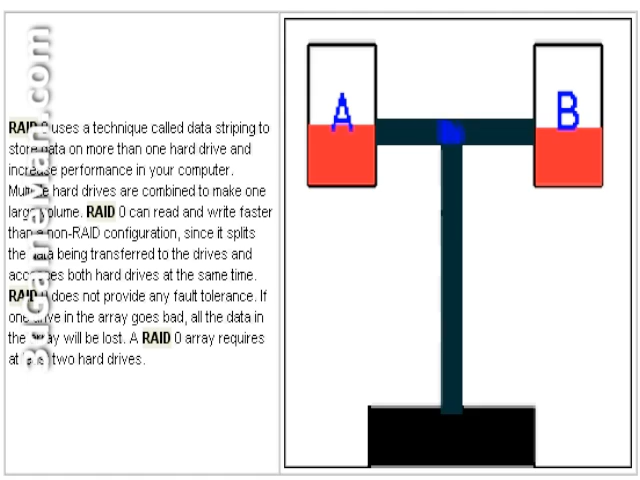 3rlGameMan.com
RAID 0 uses a technique called data striping to
store data on more than one hard drive and
increase performance in your computer.
Multiple hard drives are combined to make one
large volume. RAID 0 can read and write faster
than a non-RAID configuration, since it splits
the data being transferred to the drives and
accesses both hard drives at the same time.
RAID 0 does not provide any fault tolerance. If
one drive in the array goes bad, all the data in
the array will be lost. A RAID 0 array requires
at least two hard drives.
A
B